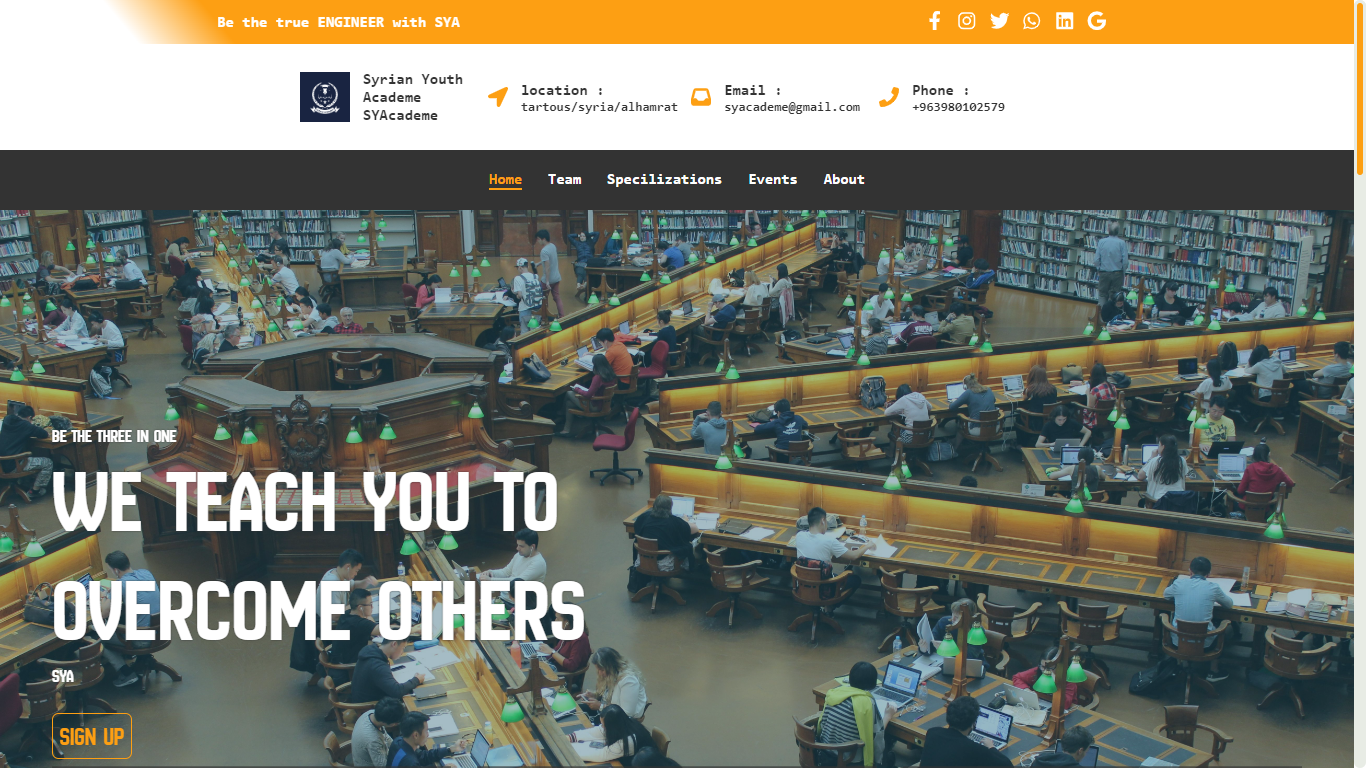 Be the true ENGINEER with SYA
Syrian Youth
Academe
SYAcademe
location :
tartous/syria/alhamrat
Email :
syacademe@gmail.com
Phone :
+963980102579
Home Team Specilizations Events About
BE THE THREE IN ONE
WE TEACH YOU TO
OVERCOME OTHERS
SYA
SIGN UP